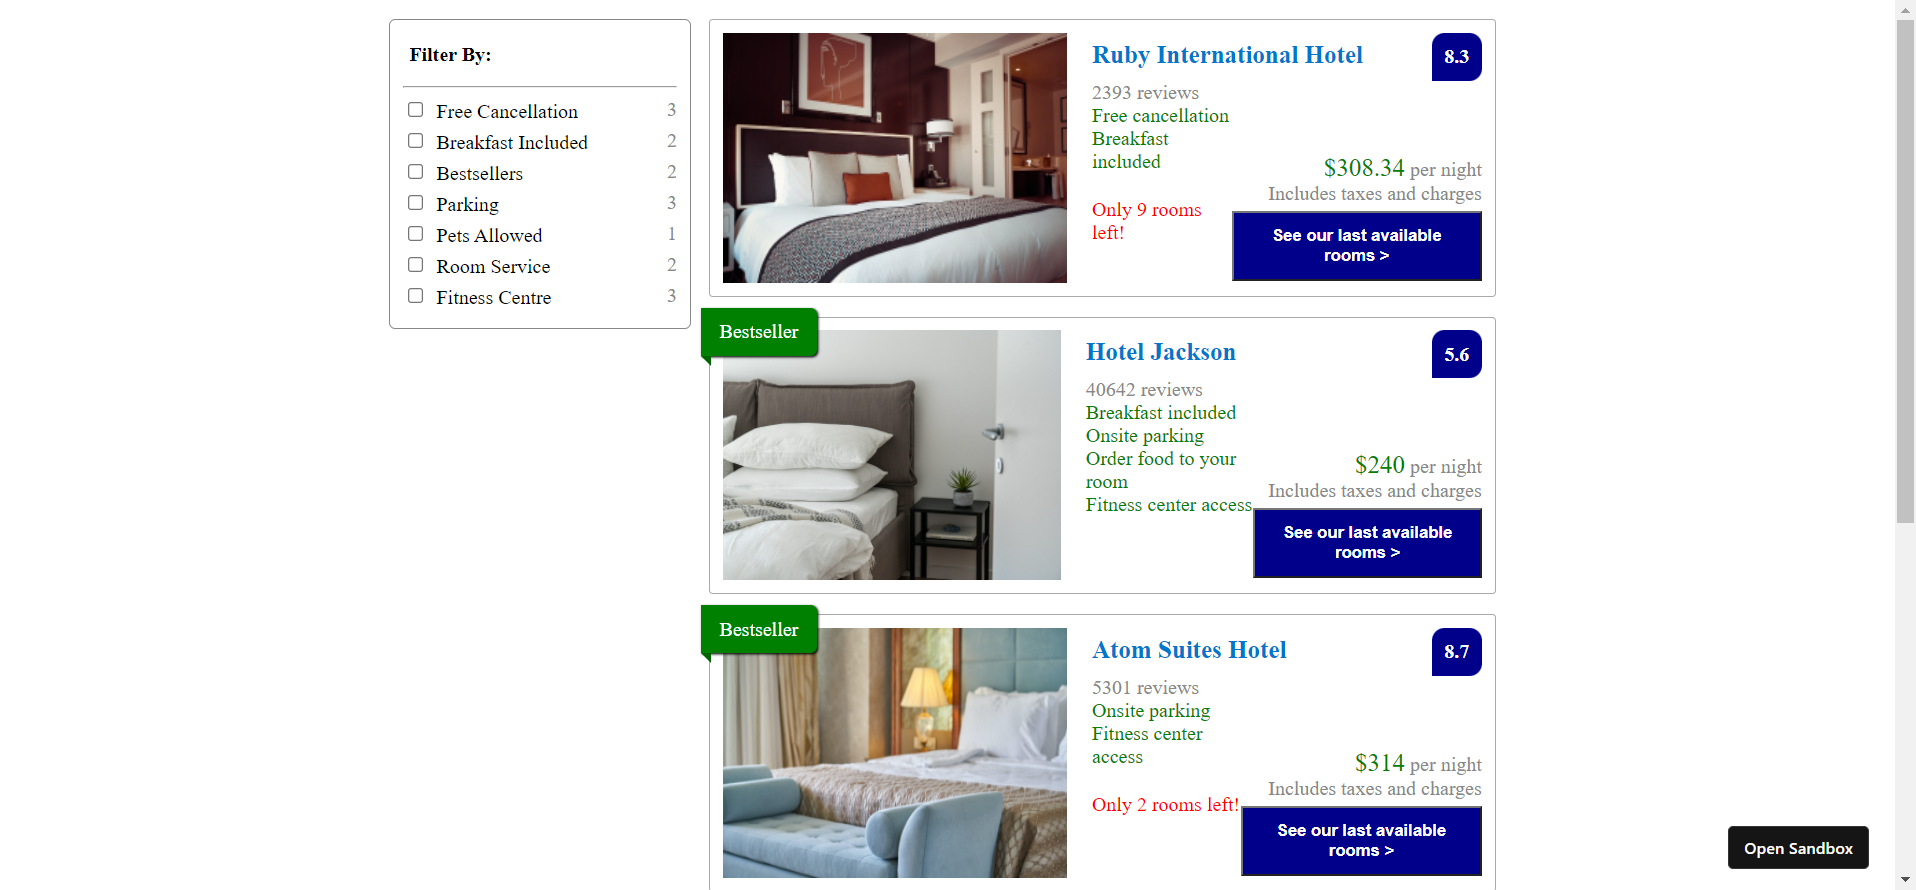 Filter By:
Free Cancellation 3
Breakfast Included 2
Bestsellers 2
Parking 3
Pets Allowed 1
Room Service 2
Fitness Centre 3
Ruby International Hotel
8.3
2393 reviews
Free cancellation
Breakfast
included
Only 9 rooms
left!
$308.34 per night
Includes taxes and charges
See our last available
rooms >
Bestseller
Hotel Jackson
5.6
40642 reviews
Breakfast included
Onsite parking
Order food to your
room
Fitness center access
$240 per night
Includes taxes and charges
See our last available
rooms >
Bestseller
Atom Suites Hotel
8.7
5301 reviews
Onsite parking
Fitness center
access
Only 2 rooms left!
$314 per night
Includes taxes and charges
See our last available
rooms >
Open Sandbox